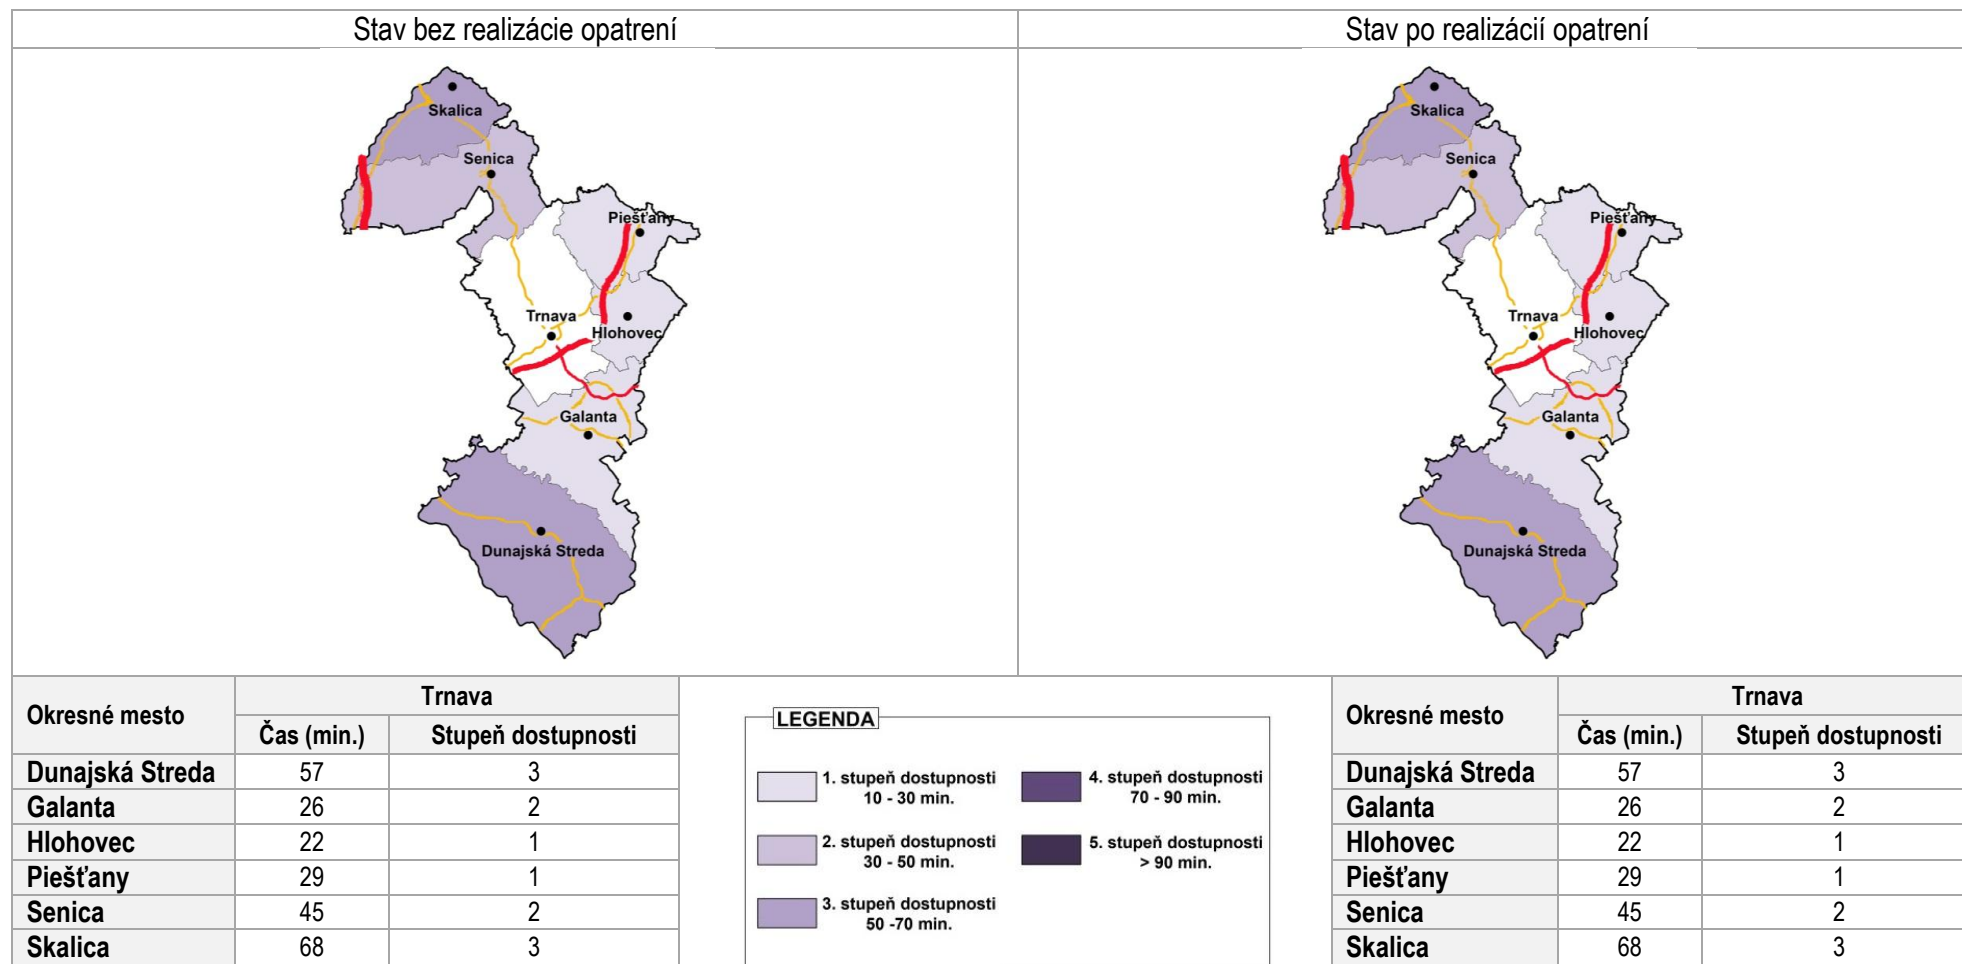 Stav bez realizácie opatrení
Stav po realizácií opatrení
Skalica
Senica
Piešťany
Trnava
Hlohovec
Galanta
Dunajská Streda
Skalica
Senica
Piešťany
Trnava
Hlohovec
Galanta
Dunajská Streda
Okresné mesto Trnava
Čas (min.) Stupeň dostupnosti
Dunajská Streda 57 3
Galanta 26 2
Hlohovec 22 1
Piešťany 29 1
Senica 45 2
Skalica 68 3
LEGENDA
1. stupeň dostupnosti
10 - 30 min.
2. stupeň dostupnosti
30 - 50 min.
3. stupeň dostupnosti
50 -70 min.
4. stupeň dostupnosti
70 - 90 min.
5. stupeň dostupnosti
> 90 min.
Okresné mesto Trnava
Čas (min.) Stupeň dostupnosti
Dunajská Streda 57 3
Galanta 26 2
Hlohovec 22 1
Piešťany 29 1
Senica 45 2
Skalica 68 3